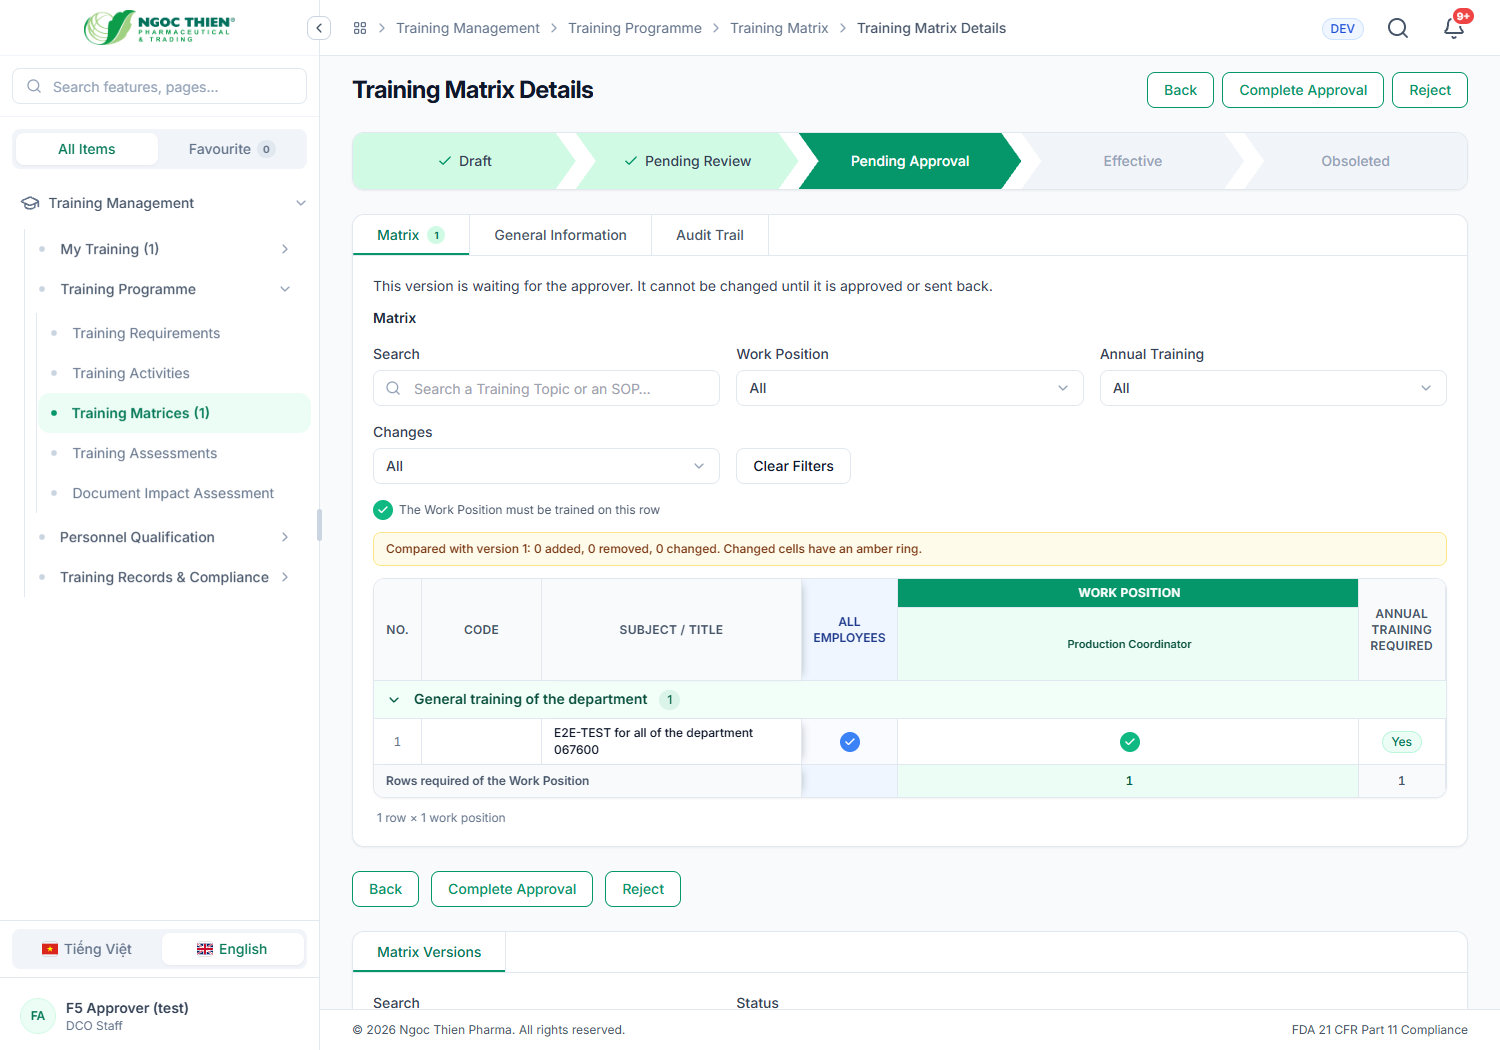 NGOC THIEN®
PHARMACEUTICAL
& TRADING
Training Management
Training Programme
Training Matrix
Training Matrix Details
DEV
9+
Search features, pages...
All Items
Favourite 0
Training Management
My Training (1)
Training Programme
Training Requirements
Training Activities
Training Matrices (1)
Training Assessments
Document Impact Assessment
Personnel Qualification
Training Records & Compliance
Tiếng Việt
English
FA
F5 Approver (test)
DCO Staff
Training Matrix Details
Back
Complete Approval
Reject
Draft
Pending Review
Pending Approval
Effective
Obsoleted
Matrix 1
General Information
Audit Trail
This version is waiting for the approver. It cannot be changed until it is approved or sent back.
Matrix
Search
Work Position
Annual Training
Search a Training Topic or an SOP...
All
All
Changes
All
Clear Filters
The Work Position must be trained on this row
Compared with version 1: 0 added, 0 removed, 0 changed. Changed cells have an amber ring.
NO.
CODE
SUBJECT / TITLE
ALL
EMPLOYEES
WORK POSITION
Production Coordinator
ANNUAL
TRAINING
REQUIRED
General training of the department 1
1
E2E-TEST for all of the department
067600
Yes
Rows required of the Work Position
1
1
1 row × 1 work position
Back
Complete Approval
Reject
Matrix Versions
Search
Status
© 2026 Ngoc Thien Pharma. All rights reserved.
FDA 21 CFR Part 11 Compliance